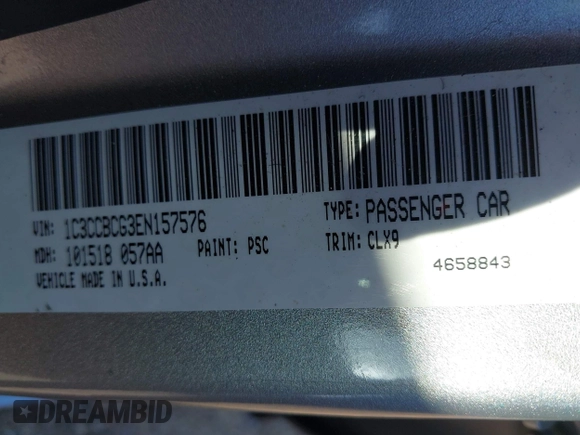 VIN: 1C3CCBCG3EN157576 TYPE: PASSENGER CAR
MDH: 101518 057AA PAINT: PSC TRIM: CLX9
VEHICLE MADE IN U.S.A. 4658843
DREAMBID